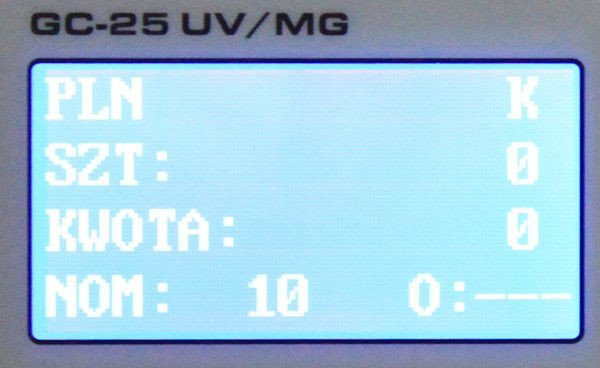 GC-25 UV/MG
PLN K
SZT: 0
KWOTA: 0
NOM: 10 O:---